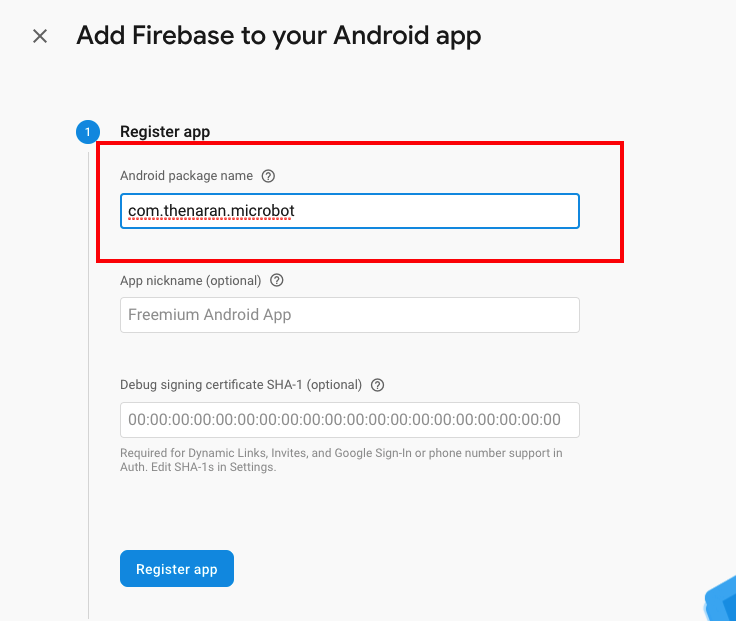 Add Firebase to your Android app
1
Register app
Android package name
com.thenaran.microbot
App nickname (optional)
Freemium Android App
Debug signing certificate SHA-1 (optional)
00:00:00:00:00:00:00:00:00:00:00:00:00:00:00:00:00:00:00:00
Required for Dynamic Links, Invites, and Google Sign-In or phone number support in
Auth. Edit SHA-1s in Settings.
Register app